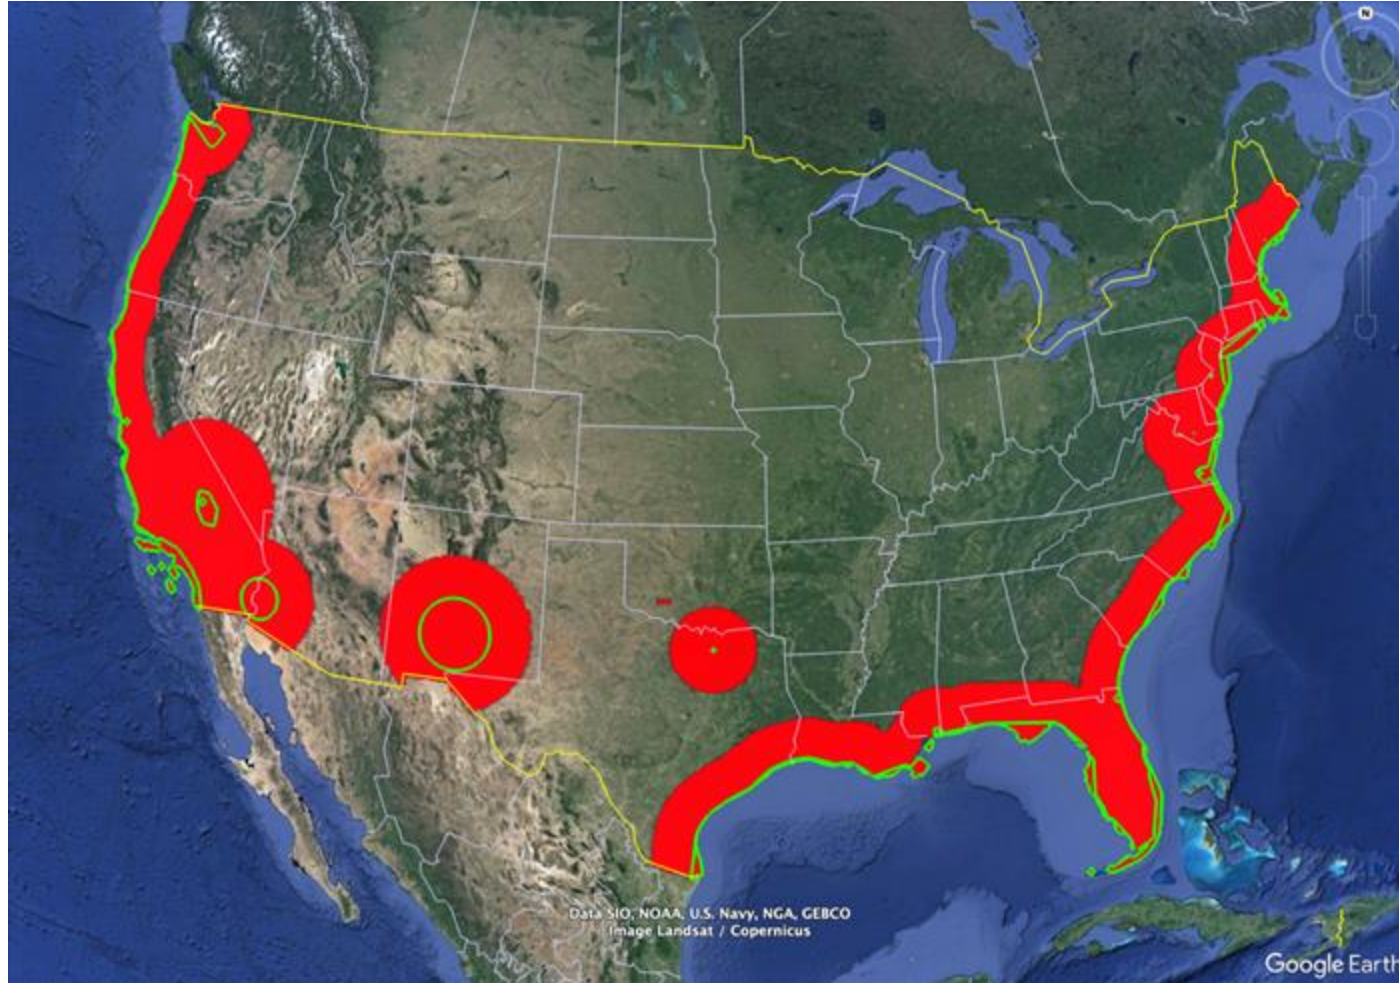 N
Data SIO, NOAA, U.S. Navy, NGA, GEBCO
Image Landsat / Copernicus
Google Earth